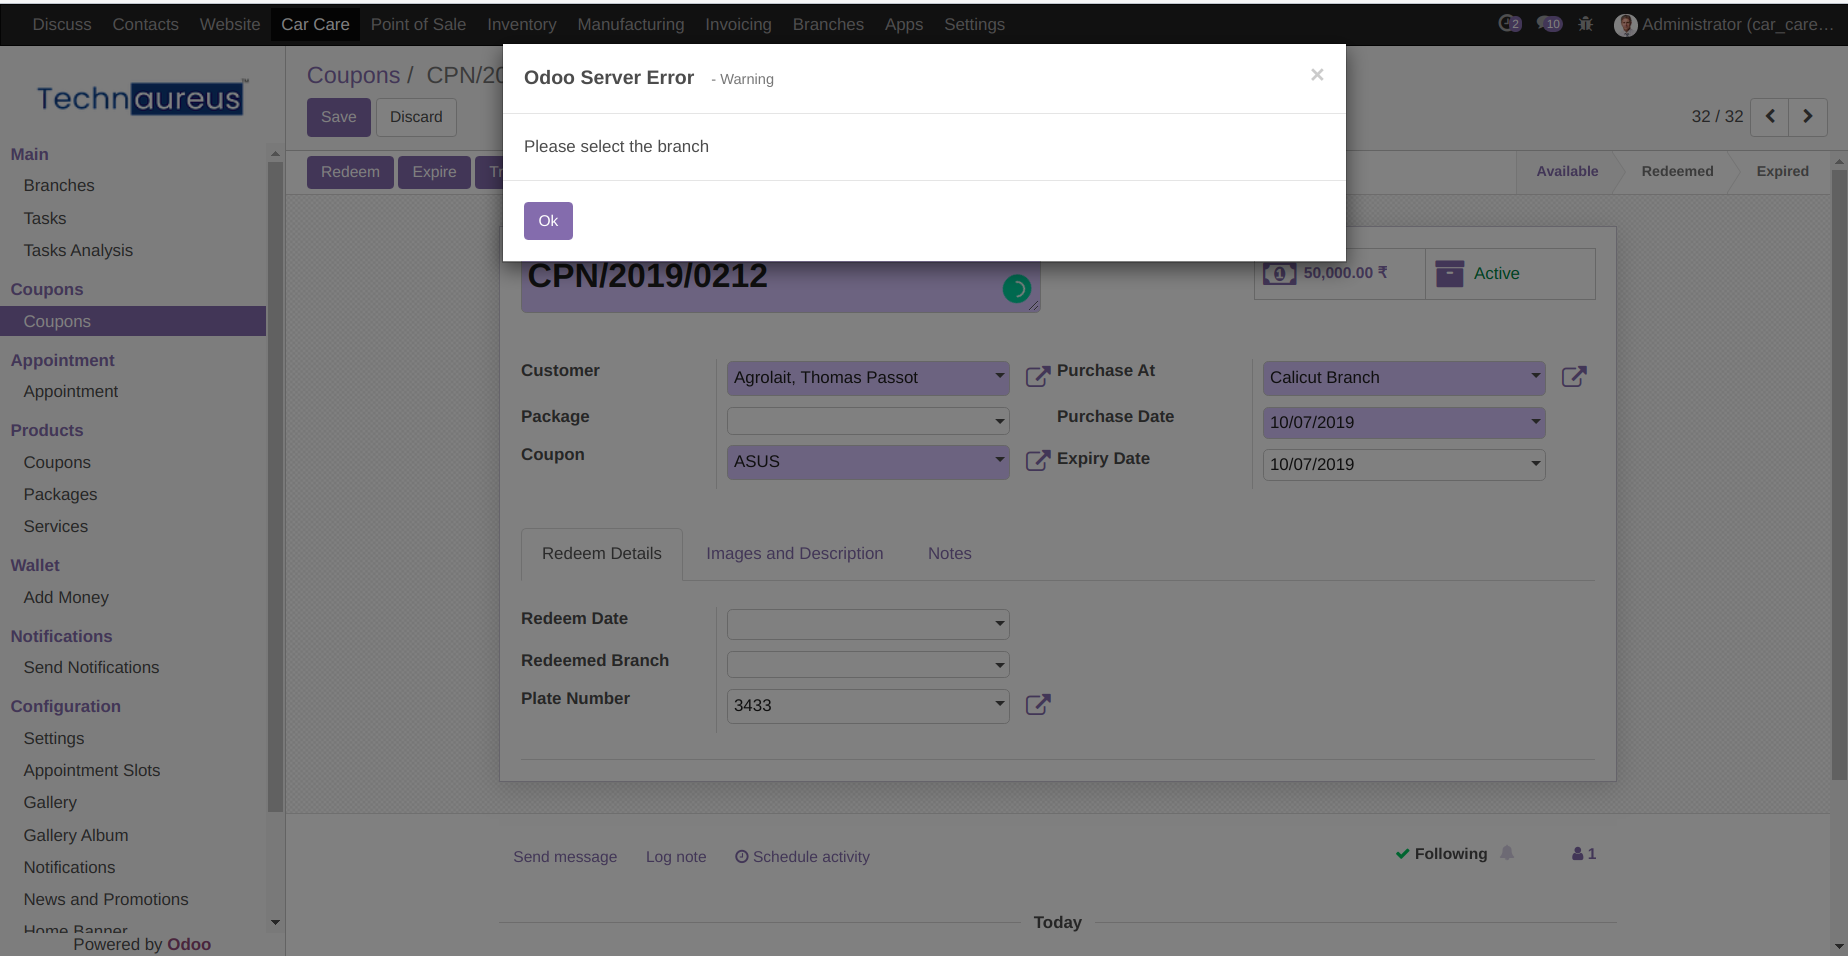 Discuss Contacts Website Car Care Point of Sale Inventory Manufacturing Invoicing Branches Apps Settings 2 10 Administrator (car_care...
Technaureus™
Main
Branches
Tasks
Tasks Analysis
Coupons
Coupons
Appointment
Appointment
Products
Coupons
Packages
Services
Wallet
Add Money
Notifications
Send Notifications
Configuration
Settings
Appointment Slots
Gallery
Gallery Album
Notifications
News and Promotions
Home Banner
Powered by Odoo
Coupons / CPN/20
Save Discard
32 / 32
Redeem Expire Tr
Available Redeemed Expired
Odoo Server Error - Warning ×
Please select the branch
Ok
CPN/2019/0212
50,000.00 ₹ Active
Customer Agrolait, Thomas Passot Purchase At Calicut Branch
Package Purchase Date 10/07/2019
Coupon ASUS Expiry Date 10/07/2019
Redeem Details Images and Description Notes
Redeem Date
Redeemed Branch
Plate Number 3433
Send message Log note Schedule activity Following 1
Today